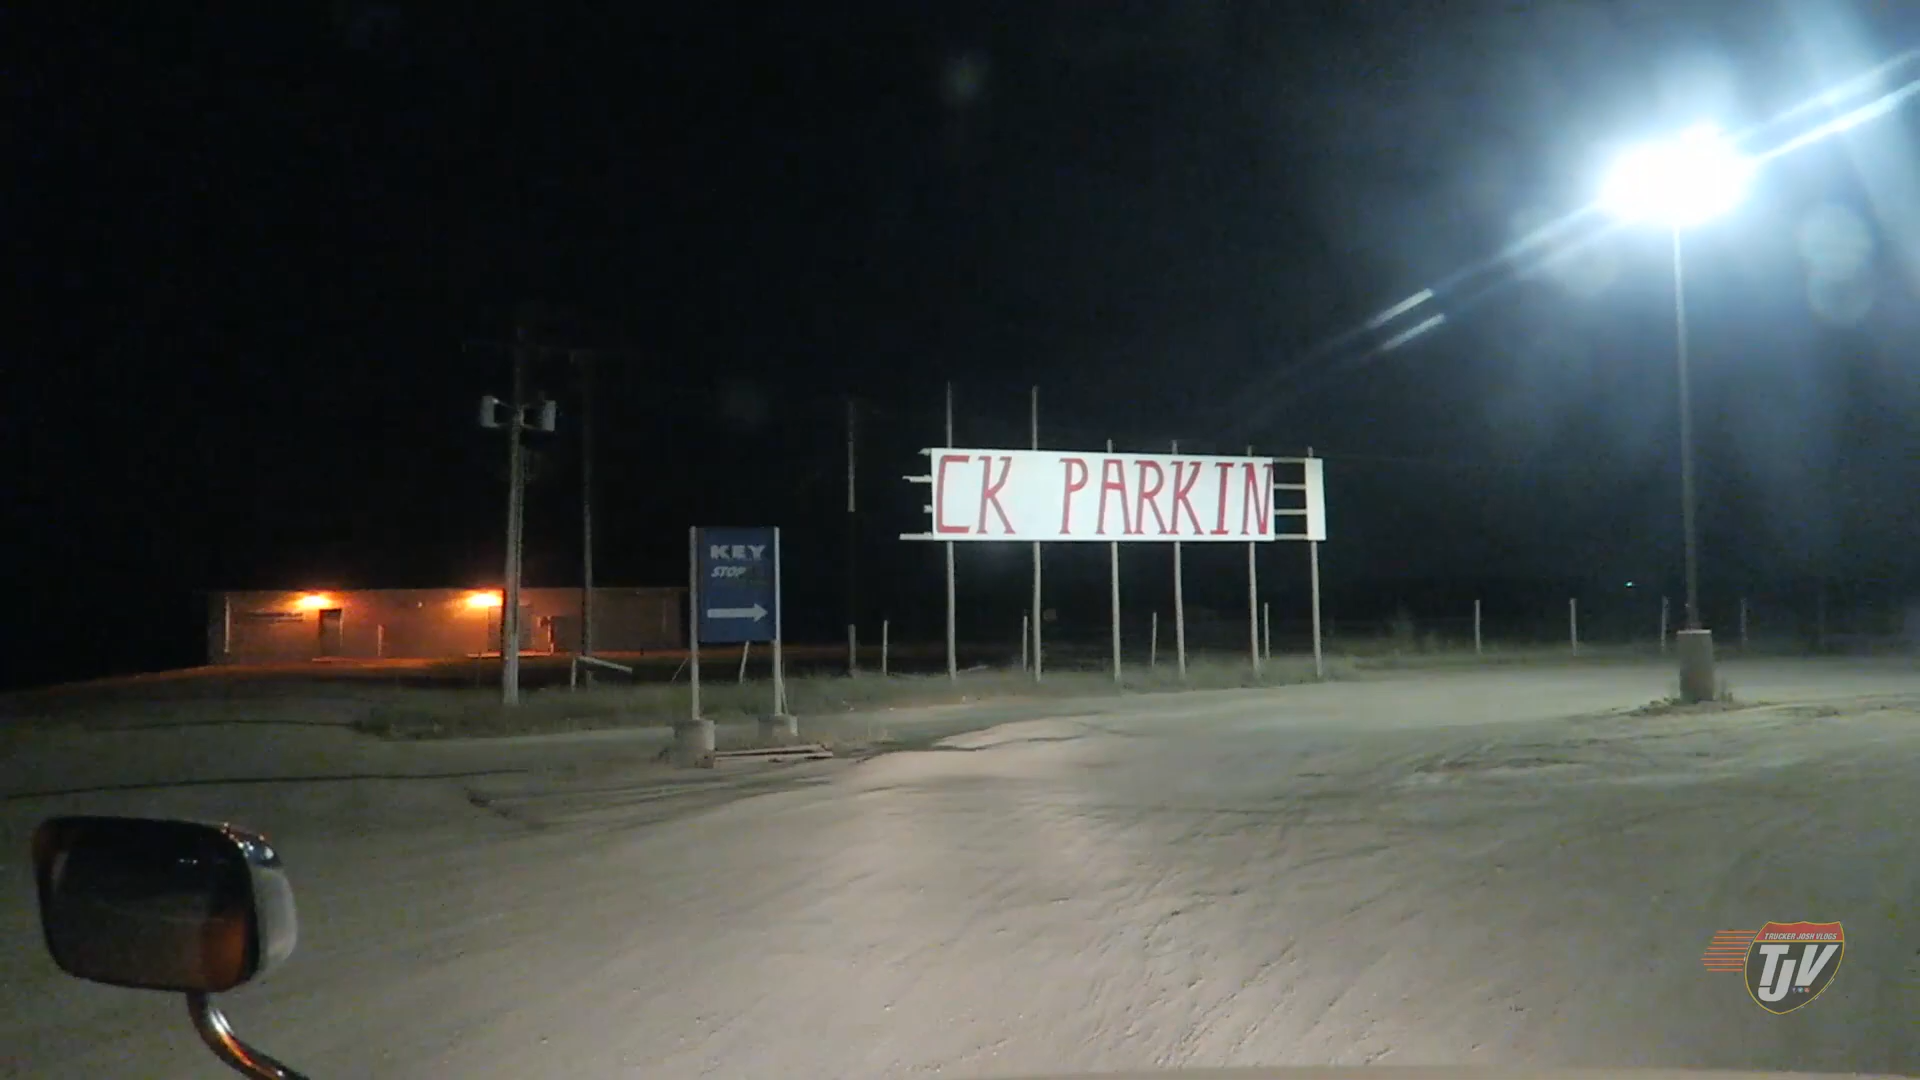 CK PARKIN
KEY
STOP
TRUCKER JOSH VLOGS
TJV